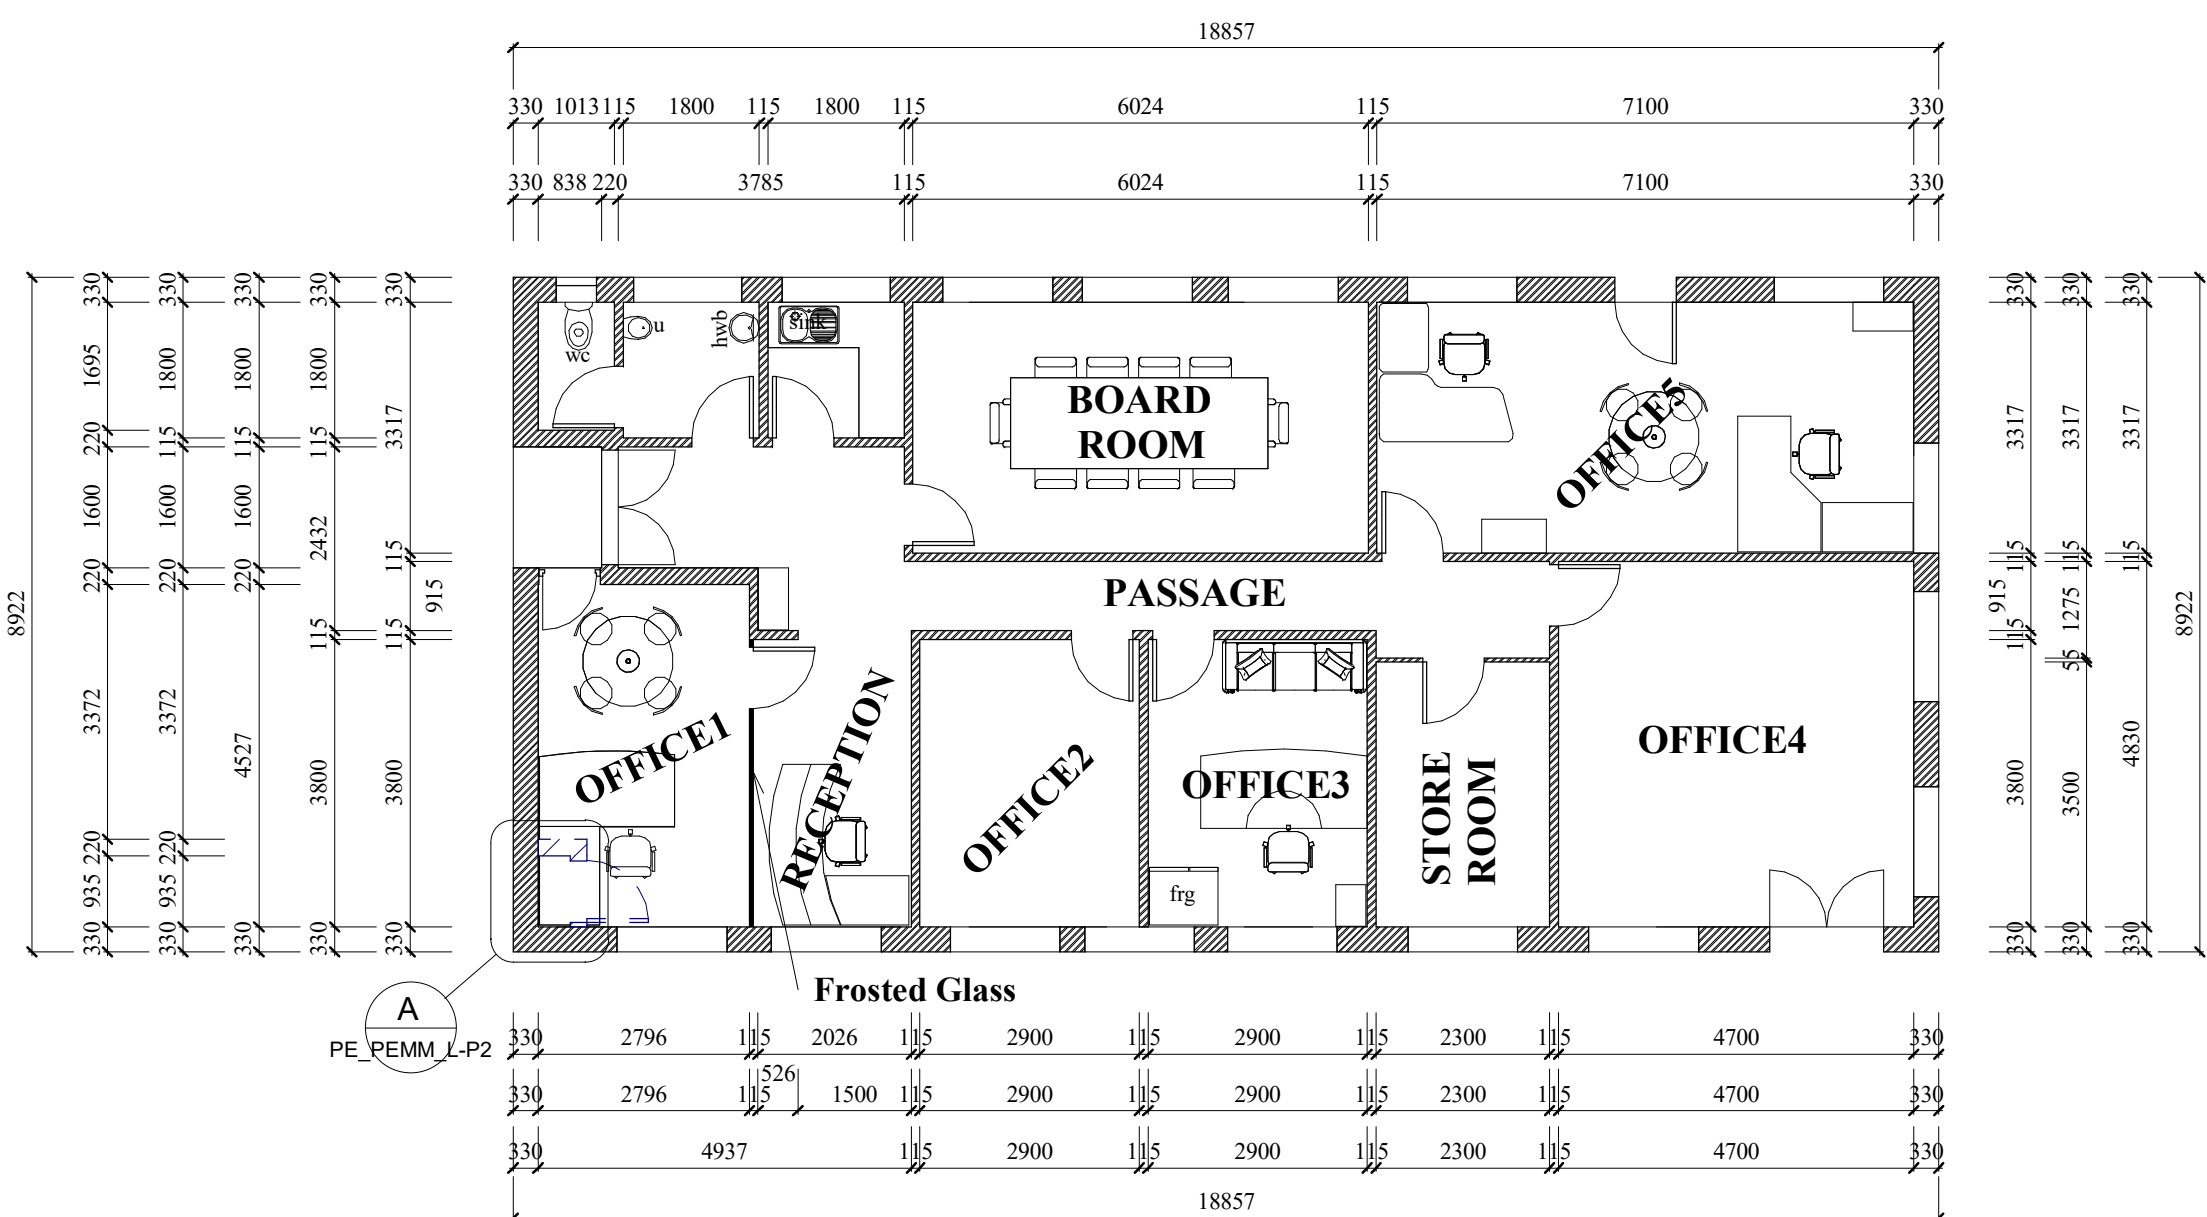 18857
330 1013 115 1800 115 1800 115 6024 115 7100 330
330 838 220 3785 115 6024 115 7100 330
8922
330 1695 220 1600 220 3372 220 935 330
330 1800 115 1600 220 3372 220 935 330
330 1800 115 1600 220 4527 330
330 1800 115 2432 115 3800 330
330 3317 115 915 115 3800 330
wc
u
hwb
sink
BOARD
ROOM
OFFICE5
PASSAGE
OFFICE1
RECEPTION
OFFICE2
OFFICE3
frg
STORE
ROOM
OFFICE4
330 3317 115 915 115 3800 330
330 3317 115 1275 55 3500 330
330 3317 115 4830 330
8922
Frosted Glass
A
PE_PEMM_L-P2
330 2796 115 2026 115 2900 115 2900 115 2300 115 4700 330
330 2796 115 526 1500 115 2900 115 2900 115 2300 115 4700 330
330 4937 115 2900 115 2900 115 2300 115 4700 330
18857